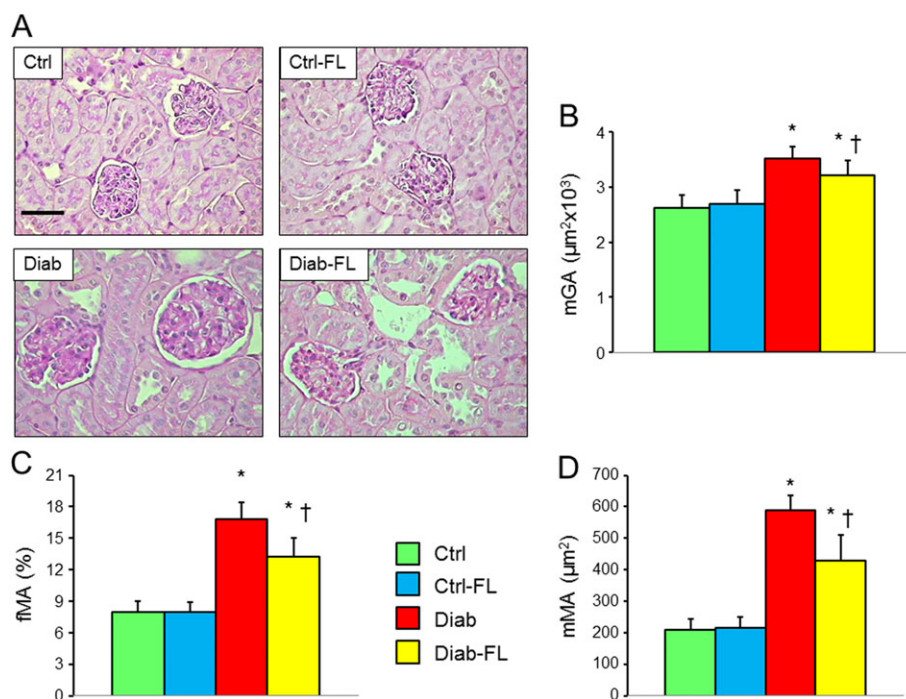 A
Ctrl
Ctrl-FL
Diab
Diab-FL
B
mGA (µm²x10³)
4
3
2
1
0
*
* †
C
fMA (%)
21
18
15
12
9
6
3
0
*
* †
Ctrl
Ctrl-FL
Diab
Diab-FL
D
mMA (µm²)
700
600
500
400
300
200
100
0
*
* †